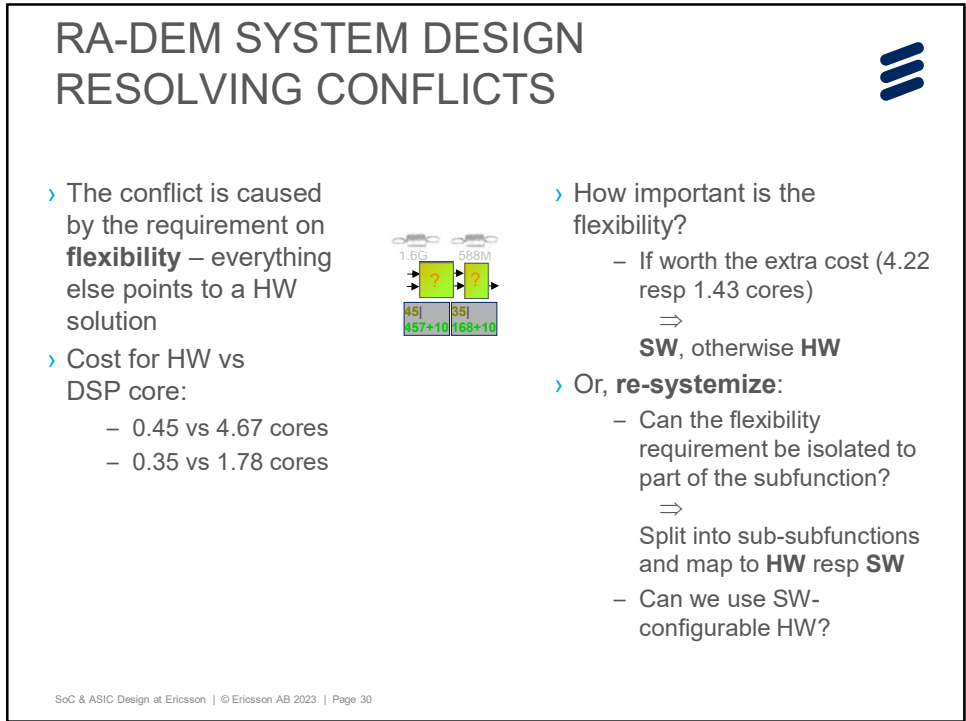 RA-DEM SYSTEM DESIGN
RESOLVING CONFLICTS
› The conflict is caused
by the requirement on
flexibility – everything
else points to a HW
solution
› Cost for HW vs
DSP core:
– 0.45 vs 4.67 cores
– 0.35 vs 1.78 cores
1.6G 588M
? ?
45| 35|
457+10 168+10
› How important is the
flexibility?
– If worth the extra cost (4.22
resp 1.43 cores)
⇒
SW, otherwise HW
› Or, re-systemize:
– Can the flexibility
requirement be isolated to
part of the subfunction?
⇒
Split into sub-subfunctions
and map to HW resp SW
– Can we use SW-
configurable HW?
SoC & ASIC Design at Ericsson | © Ericsson AB 2023 | Page 30